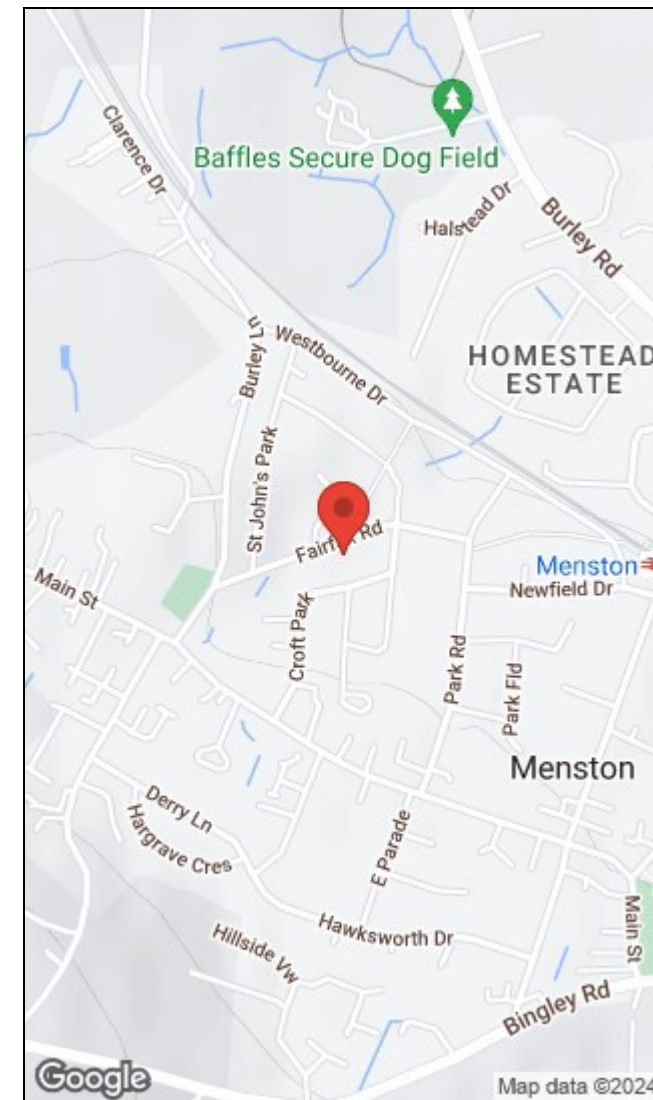 Clarence Dr
Baffles Secure Dog Field
Halstead Dr
Burley Rd
Burley Ln
Westbourne Dr
HOMESTEAD
ESTATE
St John's Park
Fairfax Rd
Main St
Menston
Newfield Dr
Croft Park
Park Rd
Park Fld
Menston
Derry Ln
Hargrave Cres
E Parade
Main St
Hawksworth Dr
Hillside Vw
Bingley Rd
Google
Map data ©2024